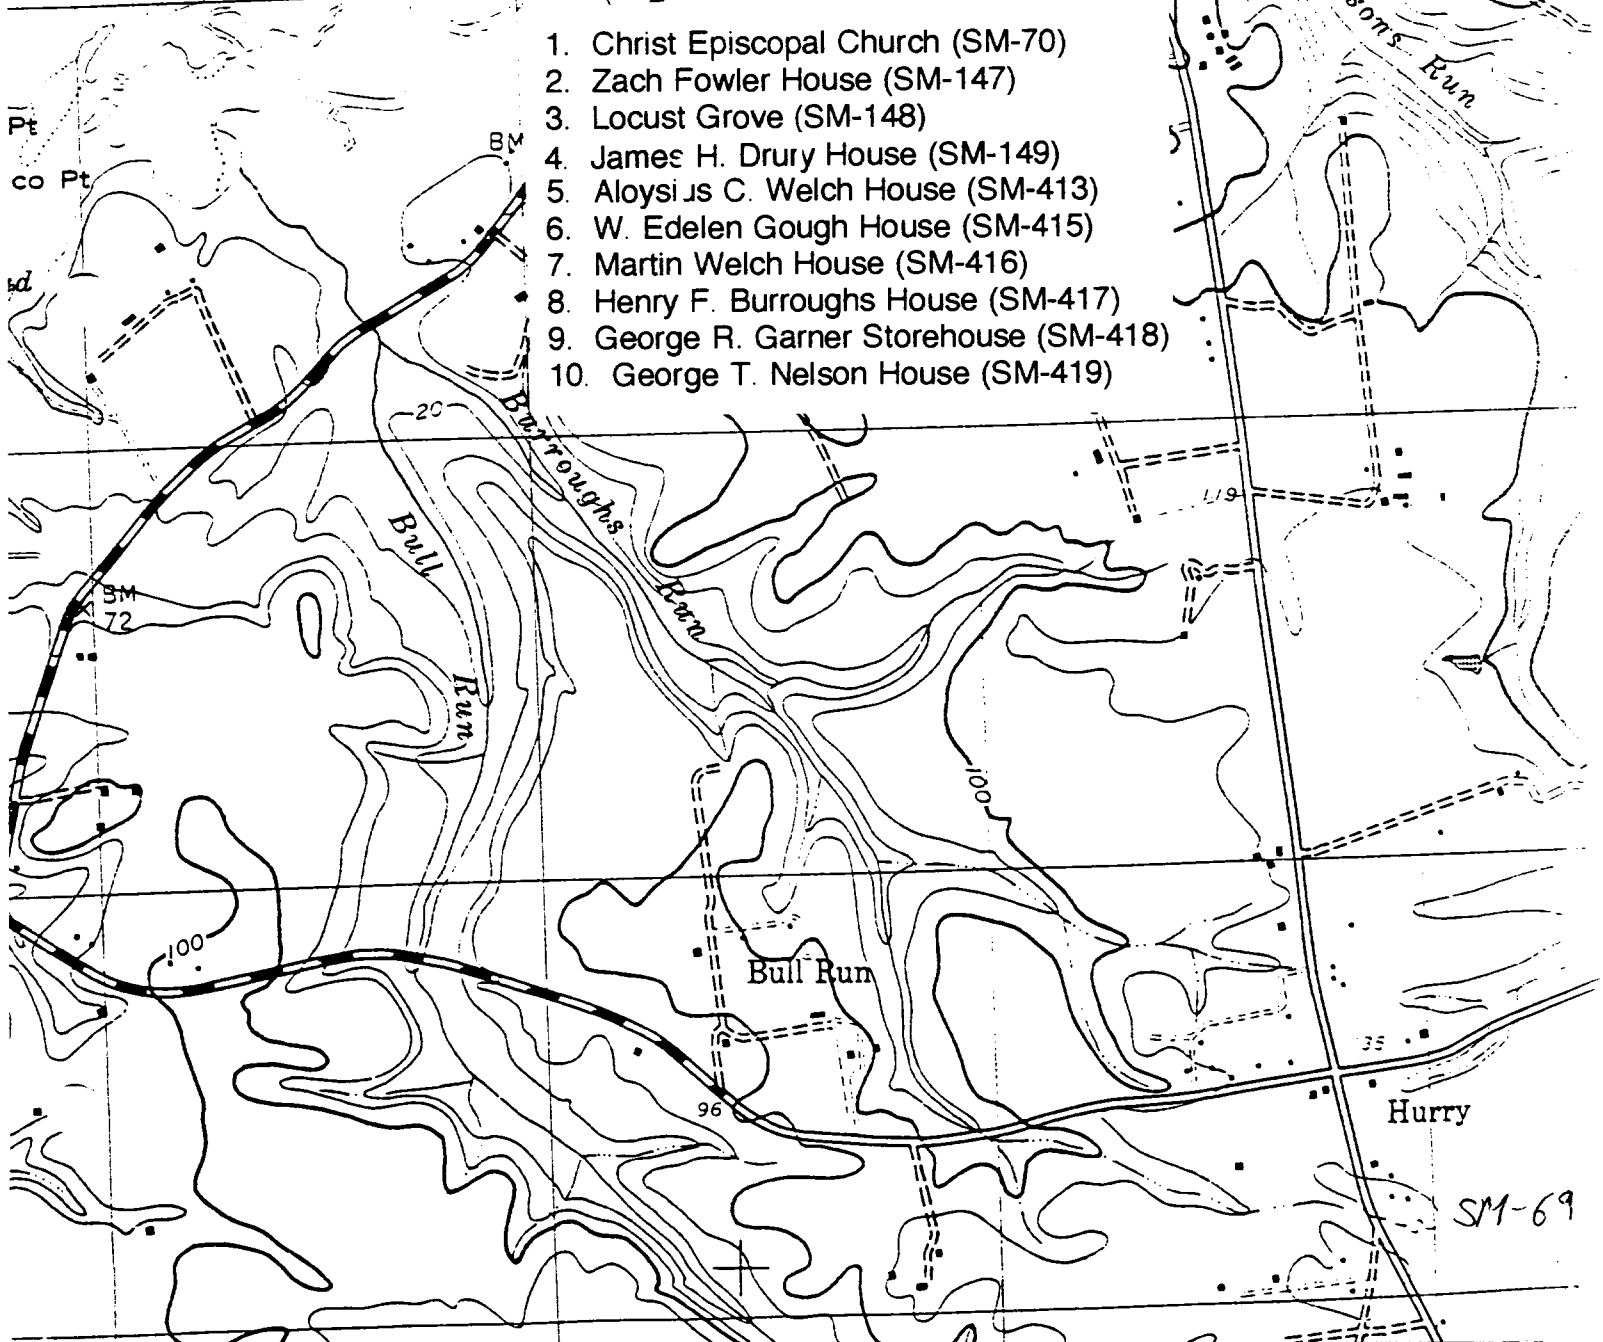 1. Christ Episcopal Church (SM-70)
2. Zach Fowler House (SM-147)
3. Locust Grove (SM-148)
4. James H. Drury House (SM-149)
5. Aloysius C. Welch House (SM-413)
6. W. Edelen Gough House (SM-415)
7. Martin Welch House (SM-416)
8. Henry F. Burroughs House (SM-417)
9. George R. Garner Storehouse (SM-418)
10. George T. Nelson House (SM-419)
Run
Pt
BM
co Pt
20
Burroughs
Run
119
Bull
Run
BM
72
100
100
Bull Run
96
Hurry
SM-69